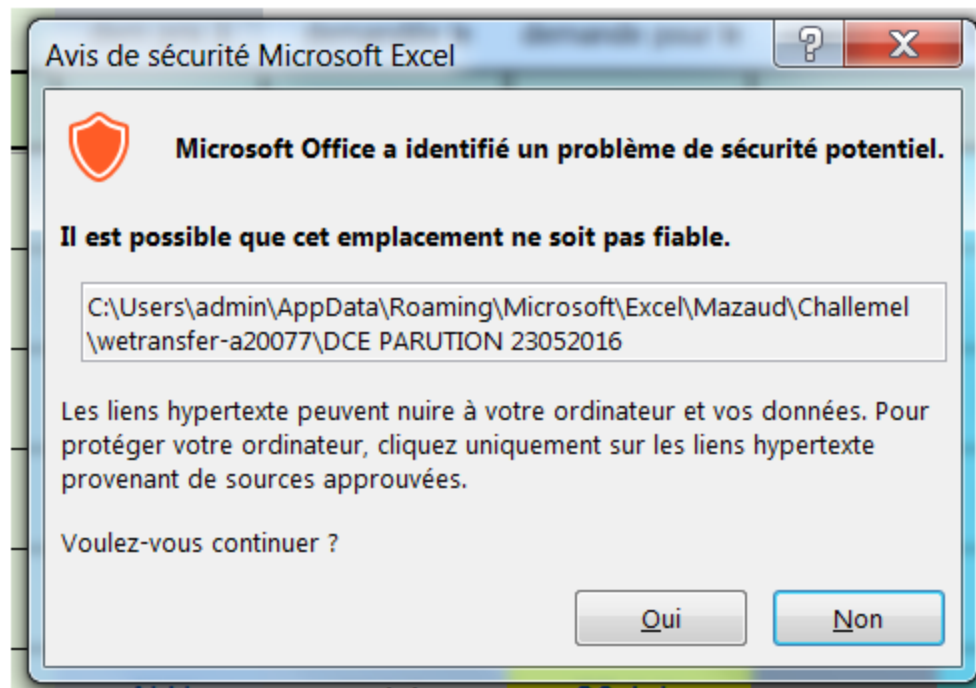 demande pour le
Avis de sécurité Microsoft Excel
Microsoft Office a identifié un problème de sécurité potentiel.
Il est possible que cet emplacement ne soit pas fiable.
C:\Users\admin\AppData\Roaming\Microsoft\Excel\Mazaud\Challemel
\wetransfer-a20077\DCE PARUTION 23052016
Les liens hypertexte peuvent nuire à votre ordinateur et vos données. Pour
protéger votre ordinateur, cliquez uniquement sur les liens hypertexte
provenant de sources approuvées.
Voulez-vous continuer ?
Oui
Non